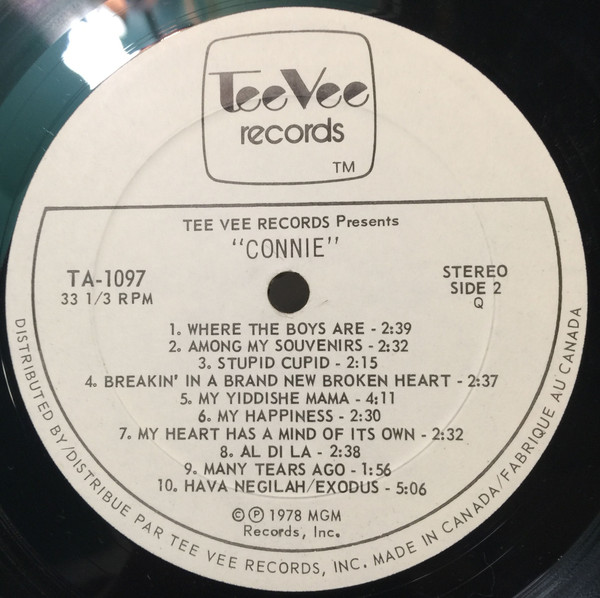 TeeVee
records
TM
TEE VEE RECORDS Presents
"CONNIE"
TA-1097
33 1/3 RPM
STEREO
SIDE 2
Q
1. WHERE THE BOYS ARE - 2:39
2. AMONG MY SOUVENIRS - 2:32
3. STUPID CUPID - 2:15
4. BREAKIN' IN A BRAND NEW BROKEN HEART - 2:37
5. MY YIDDISHE MAMA - 4:11
6. MY HAPPINESS - 2:30
7. MY HEART HAS A MIND OF ITS OWN - 2:32
8. AL DI LA - 2:38
9. MANY TEARS AGO - 1:56
10. HAVA NEGILAH/EXODUS - 5:06
© ℗ 1978 MGM
Records, Inc.
DISTRIBUTED BY/DISTRIBUE PAR TEE VEE RECORDS, INC. MADE IN CANADA/FABRIQUE AU CANADA